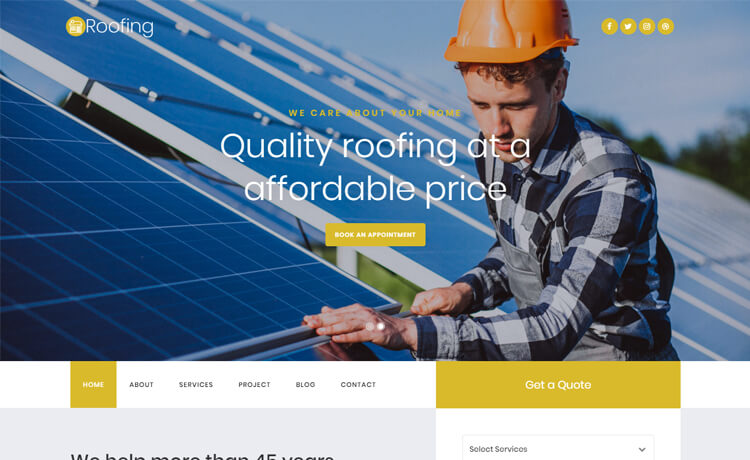 Roofing
WE CARE ABOUT YOUR HOME
Quality roofing at a
affordable price
BOOK AN APPOINTMENT
HOME ABOUT SERVICES PROJECT BLOG CONTACT
Get a Quote
We help more than 45 years
Select Services